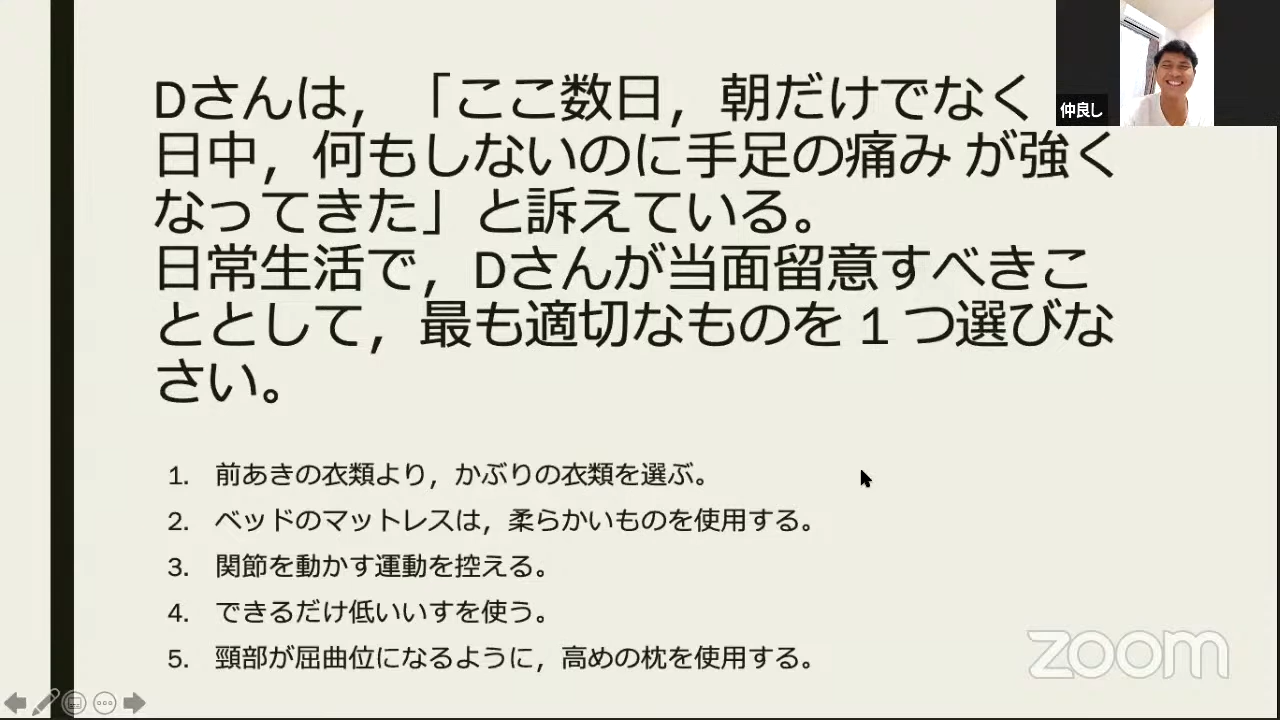 Dさんは，「ここ数日，朝だけでなく
日中，何もしないのに手足の痛み が強く
なってきた」と訴えている。
日常生活で，Dさんが当面留意すべきこ
ととして，最も適切なものを１つ選びな
さい。
1. 前あきの衣類より，かぶりの衣類を選ぶ。
2. ベッドのマットレスは，柔らかいものを使用する。
3. 関節を動かす運動を控える。
4. できるだけ低いいすを使う。
5. 頸部が屈曲位になるように，高めの枕を使用する。
仲良し
zoom